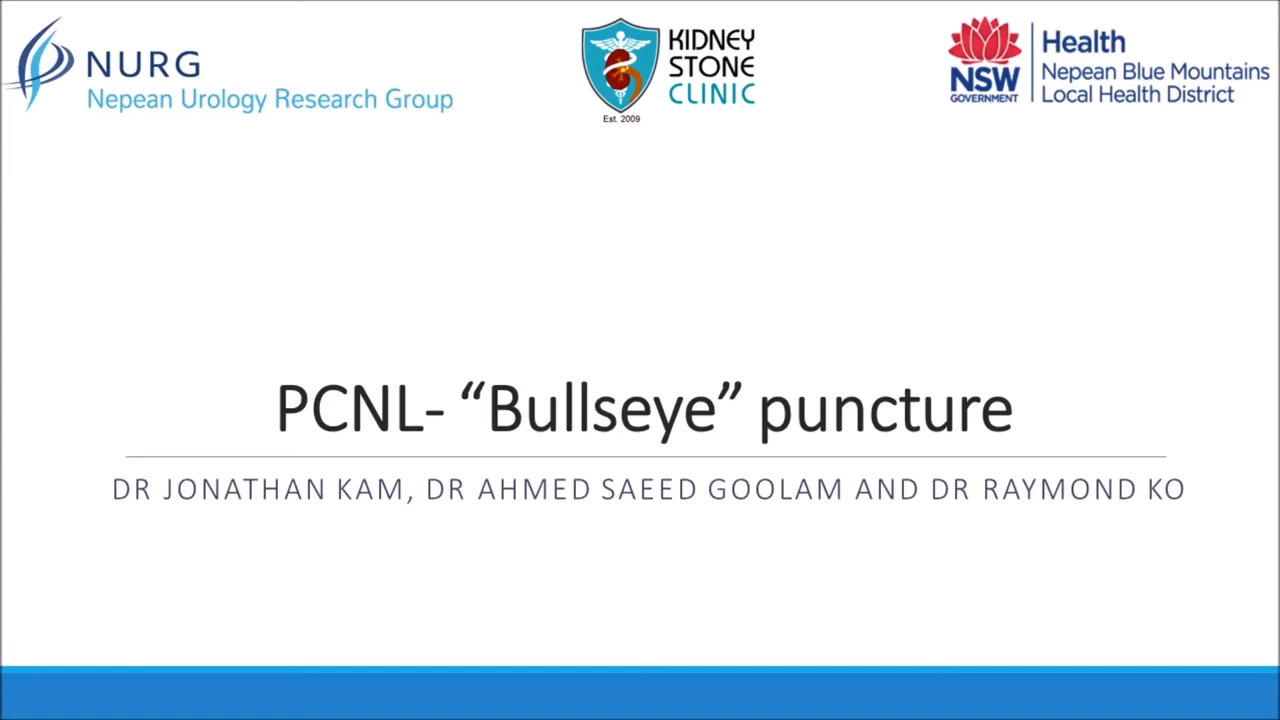 NURG
Nepean Urology Research Group
KIDNEY
STONE
CLINIC
Est. 2009
NSW
GOVERNMENT
Health
Nepean Blue Mountains
Local Health District
PCNL- “Bullseye” puncture
DR JONATHAN KAM, DR AHMED SAEED GOOLAM AND DR RAYMOND KO